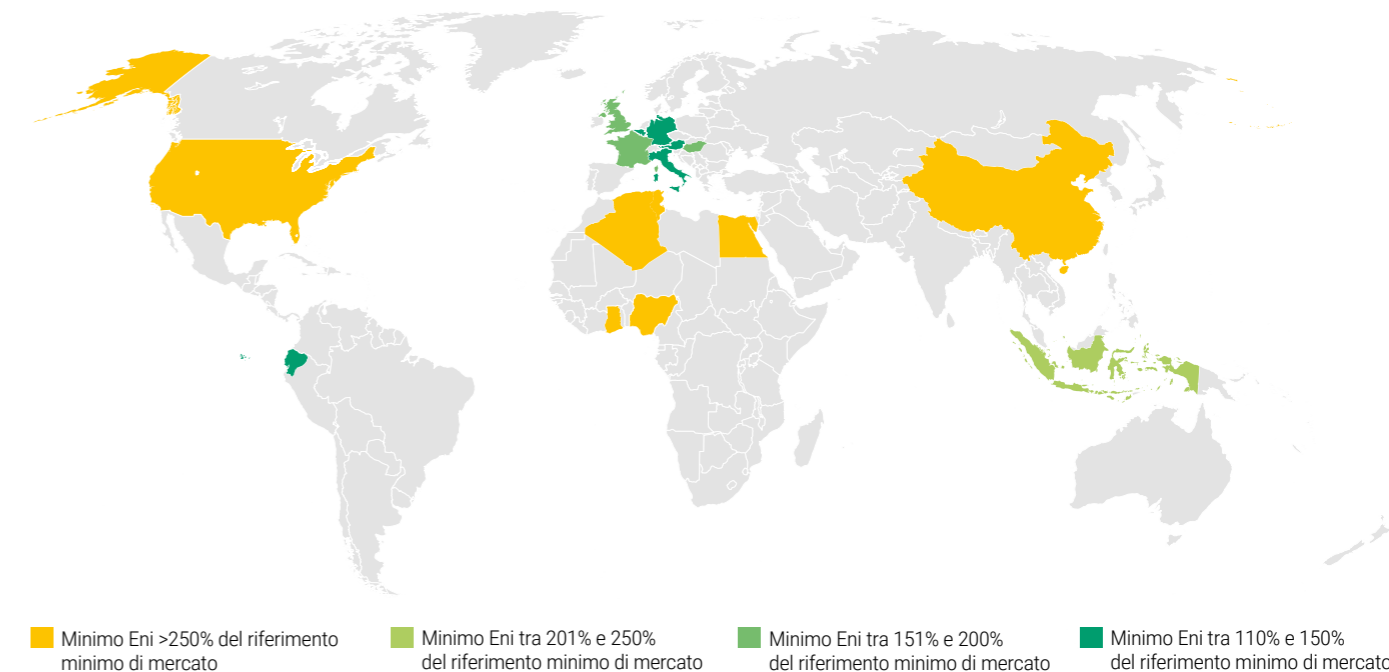 Minimo Eni >250% del riferimento
minimo di mercato
Minimo Eni tra 201% e 250%
del riferimento minimo di mercato
Minimo Eni tra 151% e 200%
del riferimento minimo di mercato
Minimo Eni tra 110% e 150%
del riferimento minimo di mercato